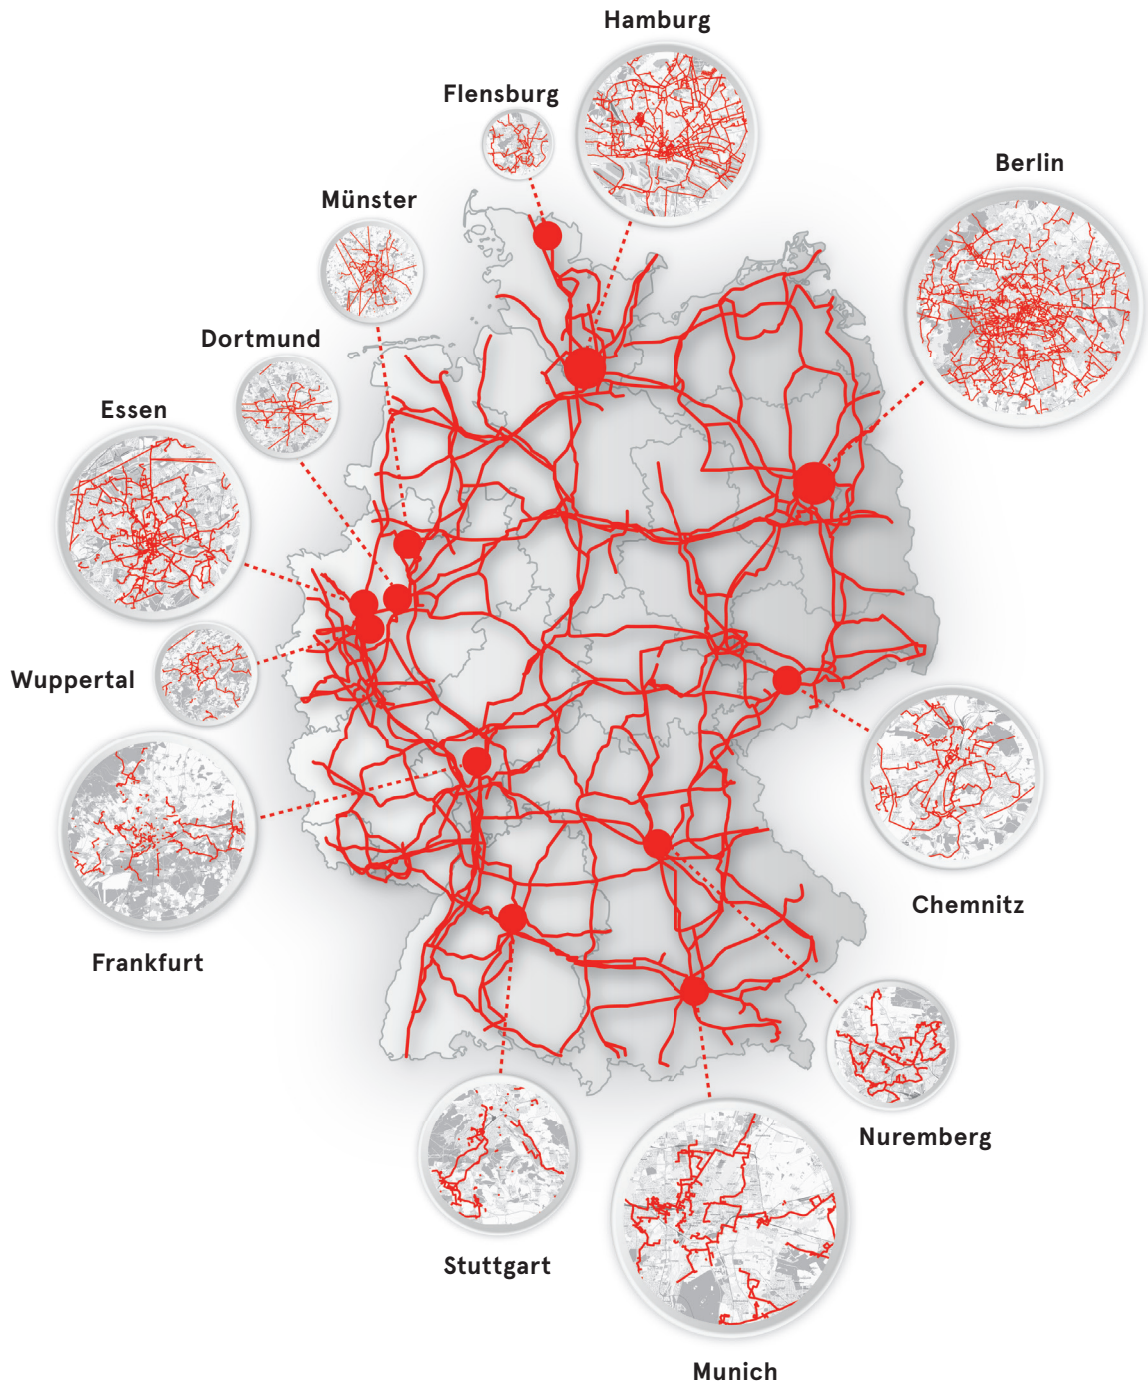 Hamburg
Flensburg
Berlin
Münster
Dortmund
Essen
Wuppertal
Frankfurt
Chemnitz
Nuremberg
Stuttgart
Munich